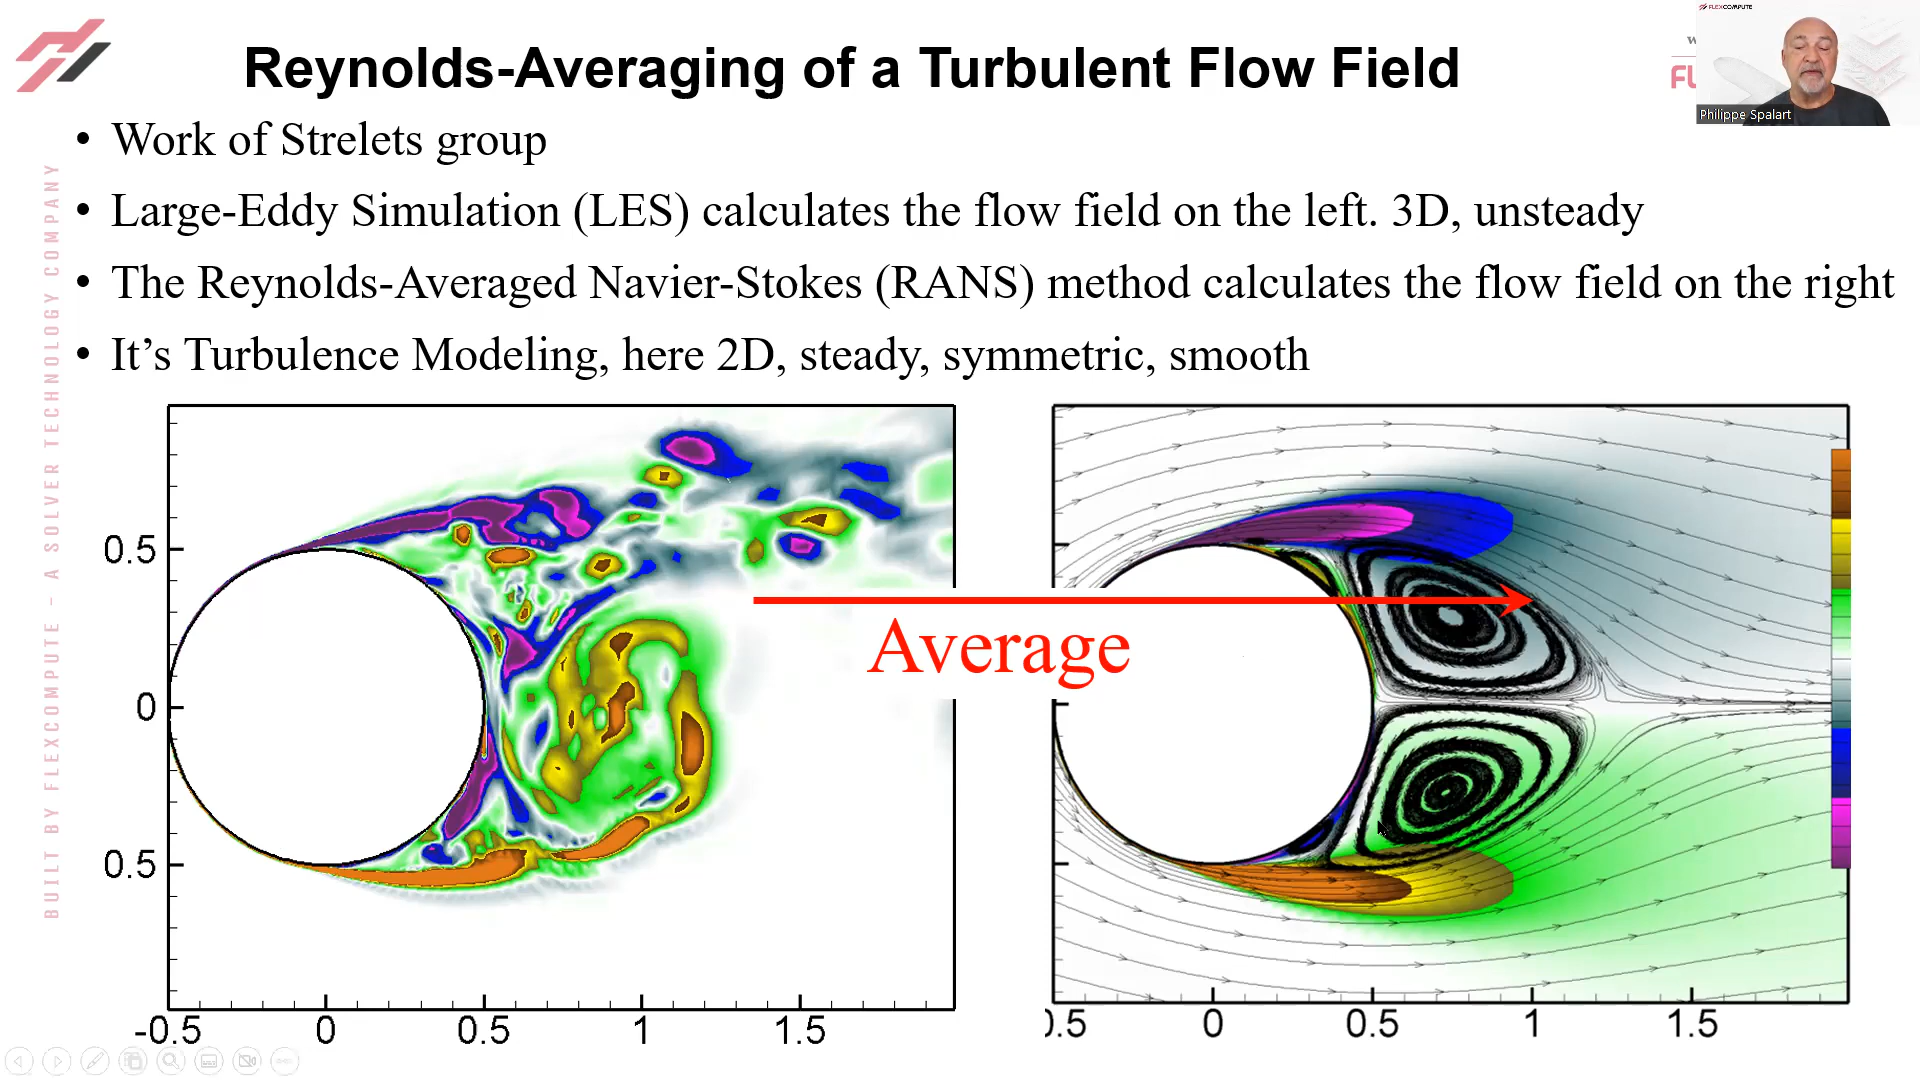 Reynolds-Averaging of a Turbulent Flow Field
FLEXCOMPUTE
Philippe Spalart
• Work of Strelets group
• Large-Eddy Simulation (LES) calculates the flow field on the left. 3D, unsteady
• The Reynolds-Averaged Navier-Stokes (RANS) method calculates the flow field on the right
• It’s Turbulence Modeling, here 2D, steady, symmetric, smooth
BUILT BY FLEXCOMPUTE – A SOLVER TECHNOLOGY COMPANY
0.5
0
0.5
-0.5 0 0.5 1 1.5
Average
0.5 0 0.5 1 1.5